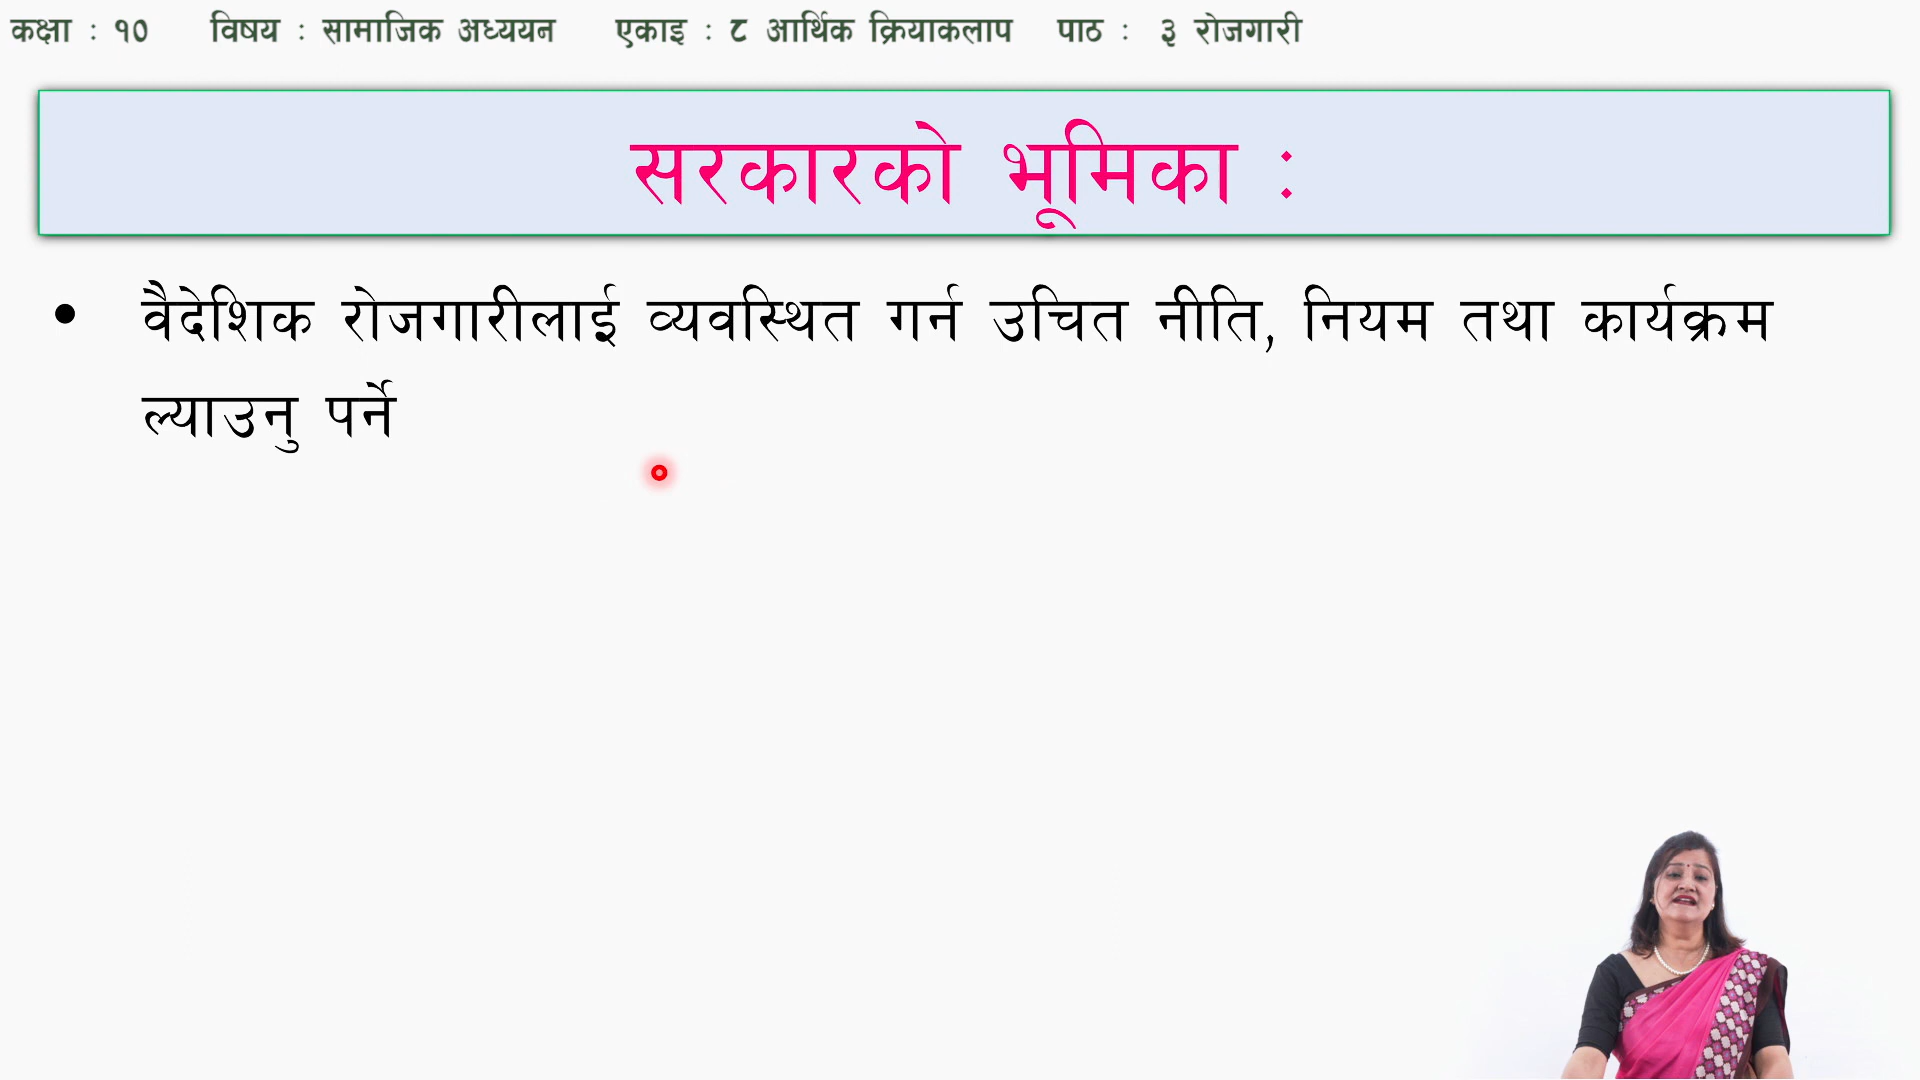 कक्षा : १० विषय : सामाजिक अध्ययन एकाइ : ८ आर्थिक क्रियाकलाप पाठ : ३ रोजगारी
सरकारको भूमिका :
• वैदेशिक रोजगारीलाई व्यवस्थित गर्न उचित नीति, नियम तथा कार्यक्रम
ल्याउनु पर्ने